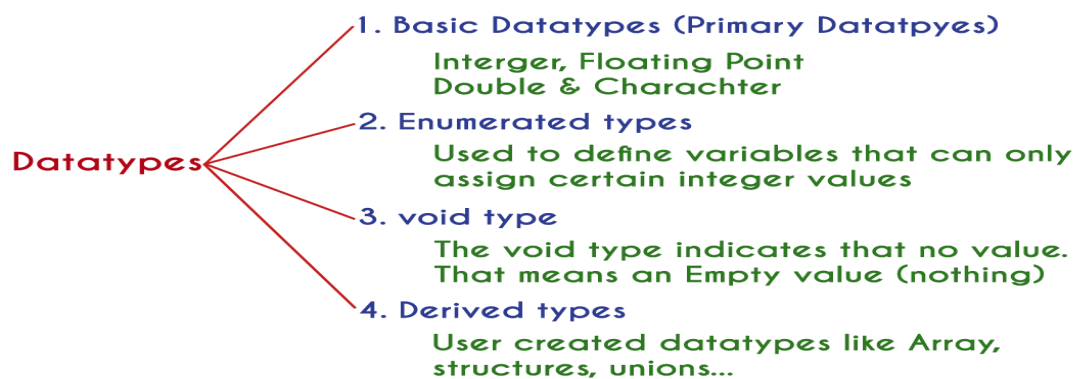 1. Basic Datatypes (Primary Datatpyes)
Interger, Floating Point
Double & Charachter
2. Enumerated types
Used to define variables that can only
assign certain integer values
Datatypes
3. void type
The void type indicates that no value.
That means an Empty value (nothing)
4. Derived types
User created datatypes like Array,
structures, unions...